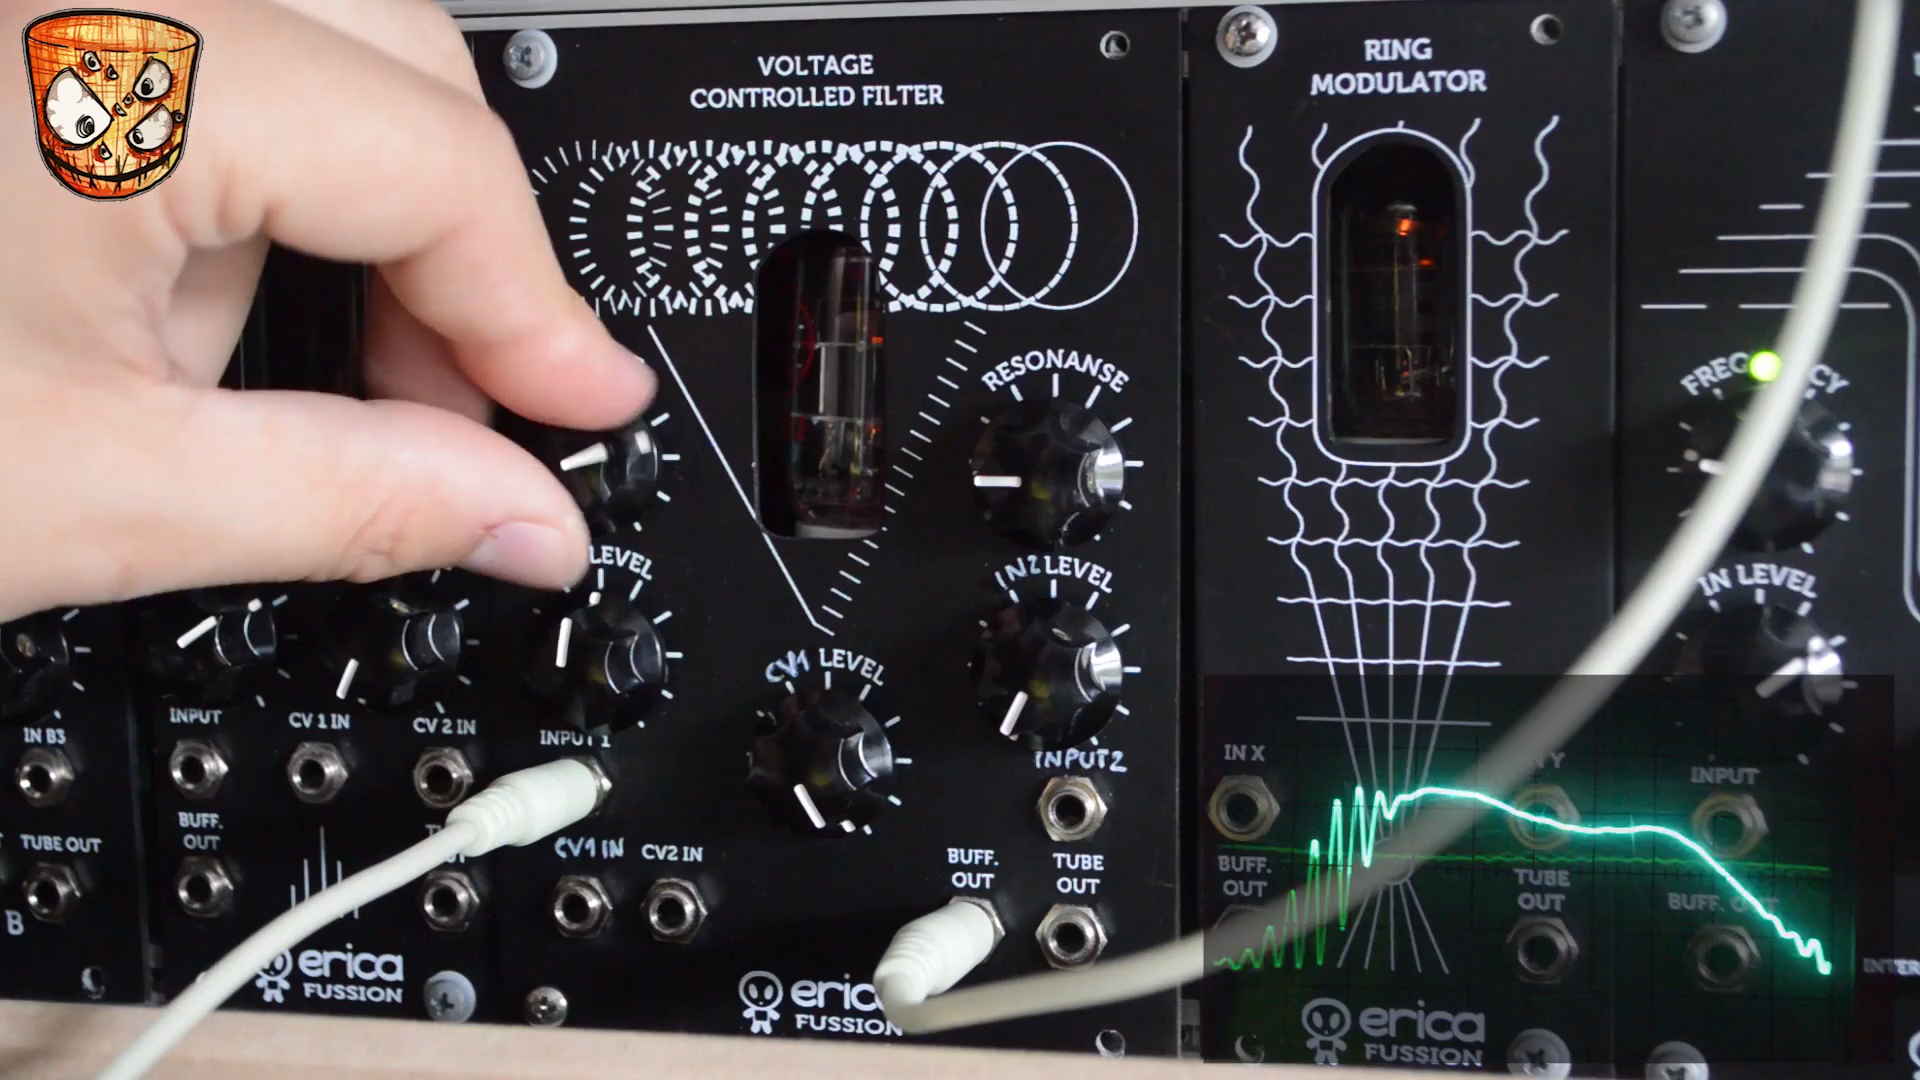 VOLTAGE
CONTROLLED FILTER
RING
MODULATOR
RESONANSE
LEVEL
IN2 LEVEL
IN LEVEL
CV1 LEVEL
INPUT
CV 1 IN
CV 2 IN
INPUT 1
INPUT2
IN B3
IN X
INPUT
BUFF.
OUT
TUBE OUT
CV1 IN
CV2 IN
BUFF.
OUT
TUBE
OUT
BUFF.
OUT
TUBE
OUT
BUFF. OUT
B
erica
FUSSION
FUSSION
erica
FUSSION